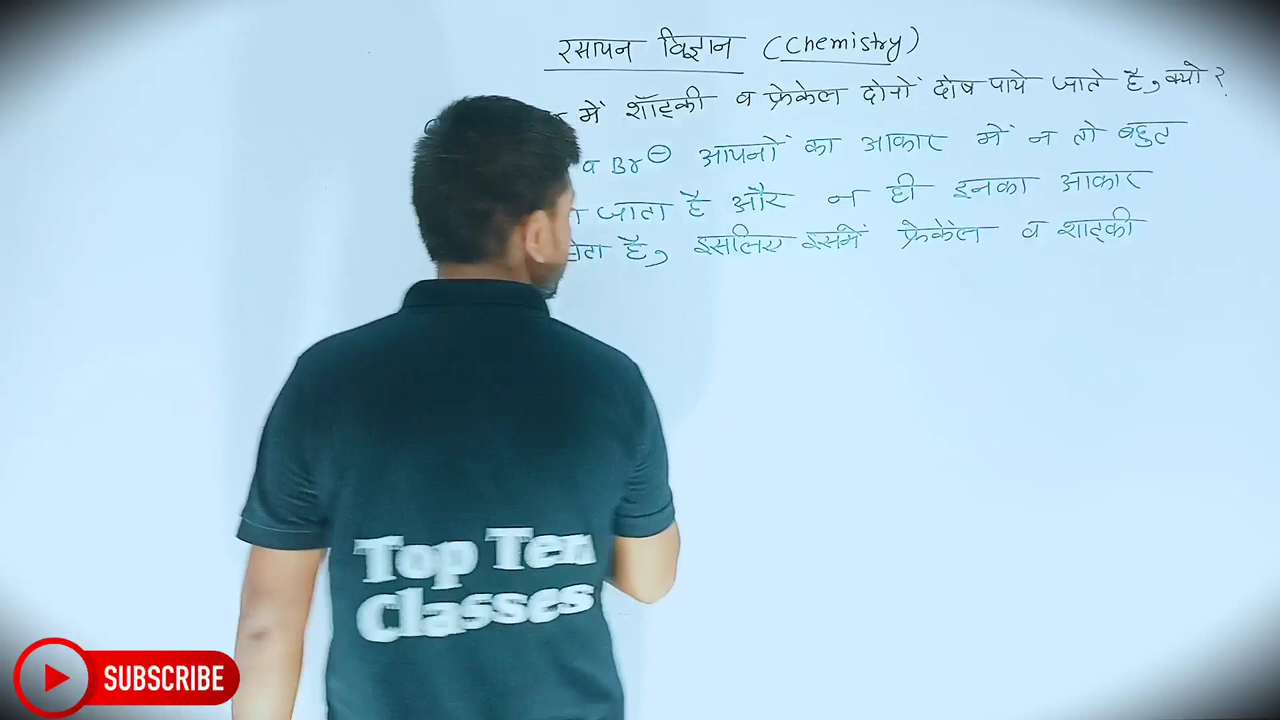 रसायन विज्ञान (Chemistry)
में शॉट्की व फ्रेंकेल दोनों दोष पाये जाते है, क्यो ?
व Br⊖ आयनों का आकार में न तो बहुत
जाता है और न ही इनका आकार
होता है, इसलिए इसमें फ्रेंकेल व शाट्की
Top Ten
Classes
SUBSCRIBE